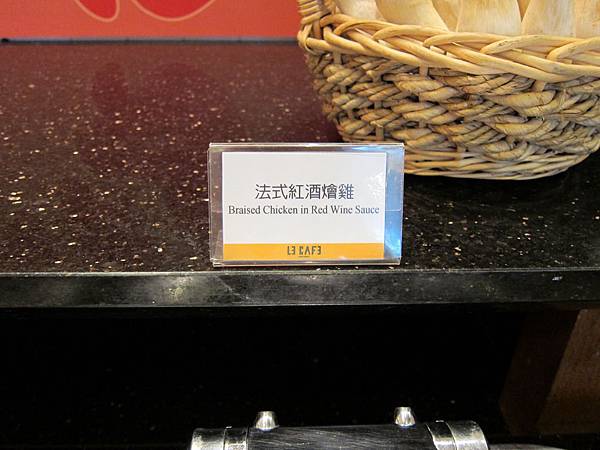 法式紅酒燴雞
Braised Chicken in Red Wine Sauce
LE CAFE